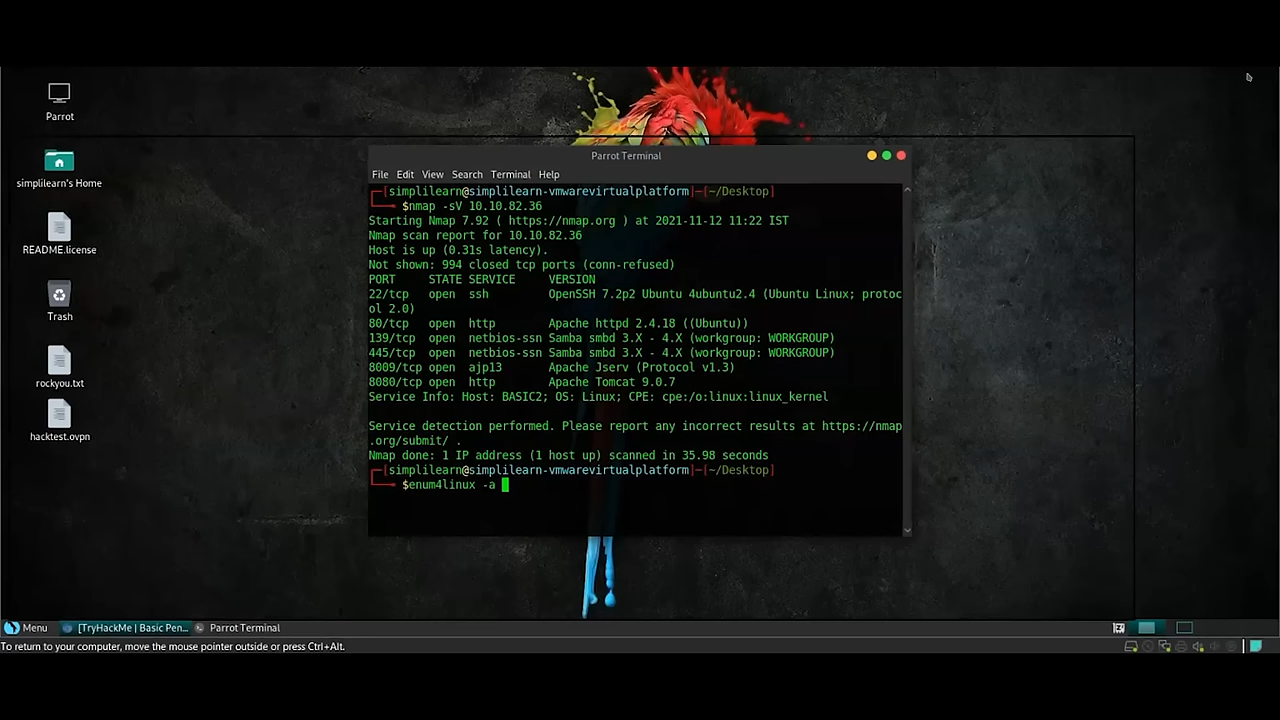 Parrot
simplilearn's Home
README.license
Trash
rockyou.txt
hacktest.ovpn
Parrot Terminal
File Edit View Search Terminal Help
[simplilearn@simplilearn-vmwarevirtualplatform]─[~/Desktop]
$nmap -sV 10.10.82.36
Starting Nmap 7.92 ( https://nmap.org ) at 2021-11-12 11:22 IST
Nmap scan report for 10.10.82.36
Host is up (0.31s latency).
Not shown: 994 closed tcp ports (conn-refused)
PORT STATE SERVICE VERSION
22/tcp open ssh OpenSSH 7.2p2 Ubuntu 4ubuntu2.4 (Ubuntu Linux; protoc
ol 2.0)
80/tcp open http Apache httpd 2.4.18 ((Ubuntu))
139/tcp open netbios-ssn Samba smbd 3.X - 4.X (workgroup: WORKGROUP)
445/tcp open netbios-ssn Samba smbd 3.X - 4.X (workgroup: WORKGROUP)
8009/tcp open ajp13 Apache Jserv (Protocol v1.3)
8080/tcp open http Apache Tomcat 9.0.7
Service Info: Host: BASIC2; OS: Linux; CPE: cpe:/o:linux:linux_kernel
Service detection performed. Please report any incorrect results at https://nmap
.org/submit/ .
Nmap done: 1 IP address (1 host up) scanned in 35.98 seconds
[simplilearn@simplilearn-vmwarevirtualplatform]─[~/Desktop]
$enum4linux -a
Menu [TryHackMe | Basic Pen... Parrot Terminal
To return to your computer, move the mouse pointer outside or press Ctrl+Alt.